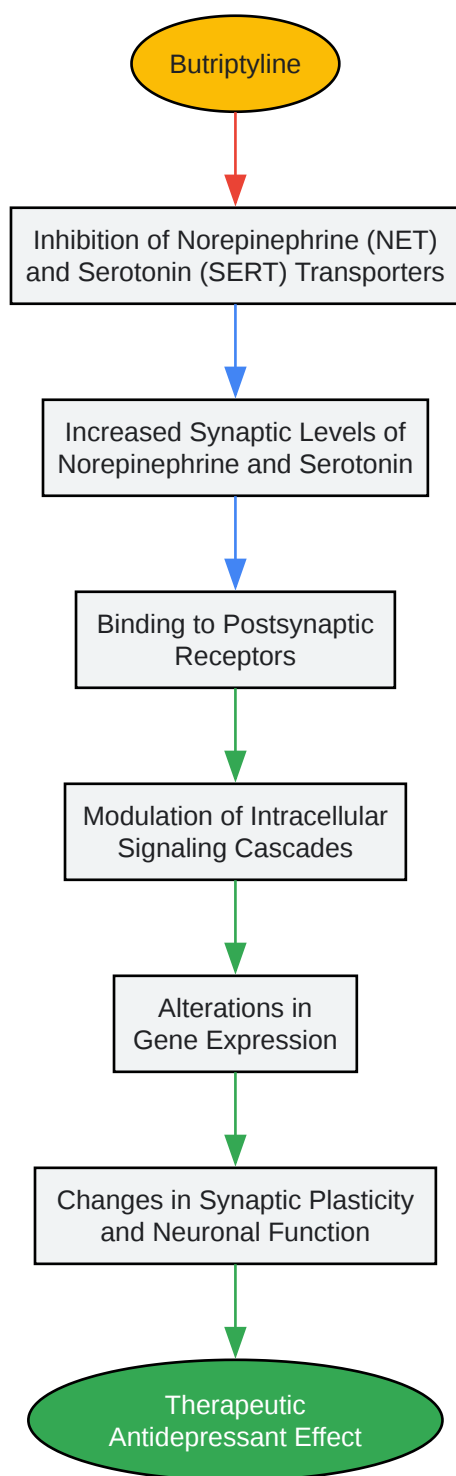 Butriptyline
Inhibition of Norepinephrine (NET)
and Serotonin (SERT) Transporters
Increased Synaptic Levels of
Norepinephrine and Serotonin
Binding to Postsynaptic
Receptors
Modulation of Intracellular
Signaling Cascades
Alterations in
Gene Expression
Changes in Synaptic Plasticity
and Neuronal Function
Therapeutic
Antidepressant Effect